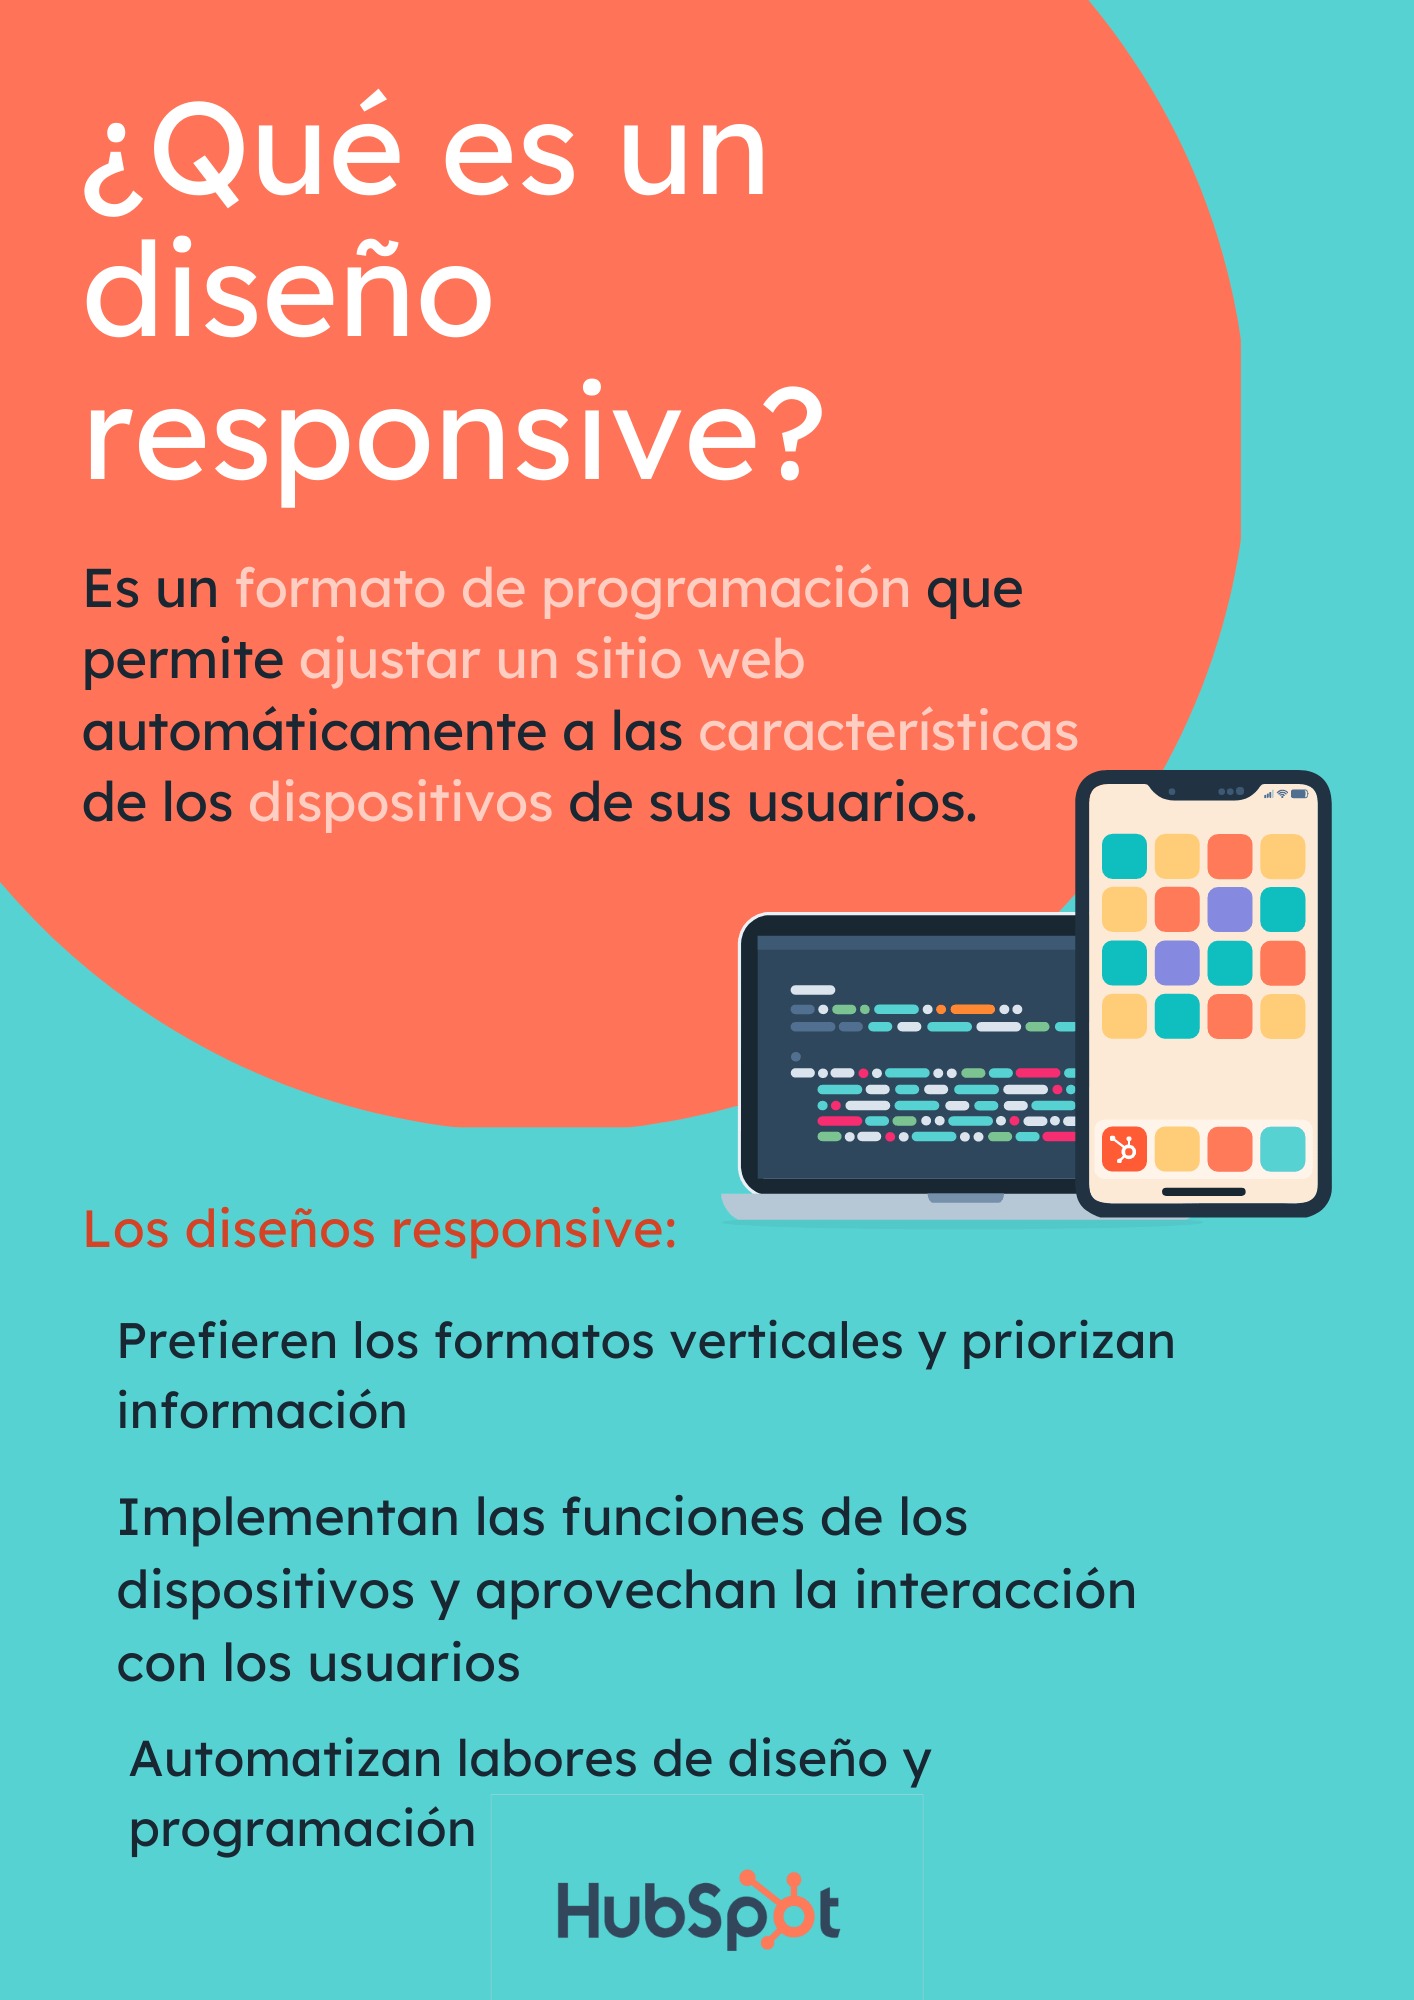 ¿Qué es un
diseño
responsive?
Es un formato de programación que
permite ajustar un sitio web
automáticamente a las características
de los dispositivos de sus usuarios.
Los diseños responsive:
Prefieren los formatos verticales y priorizan
información
Implementan las funciones de los
dispositivos y aprovechan la interacción
con los usuarios
Automatizan labores de diseño y
programación
HubSpot